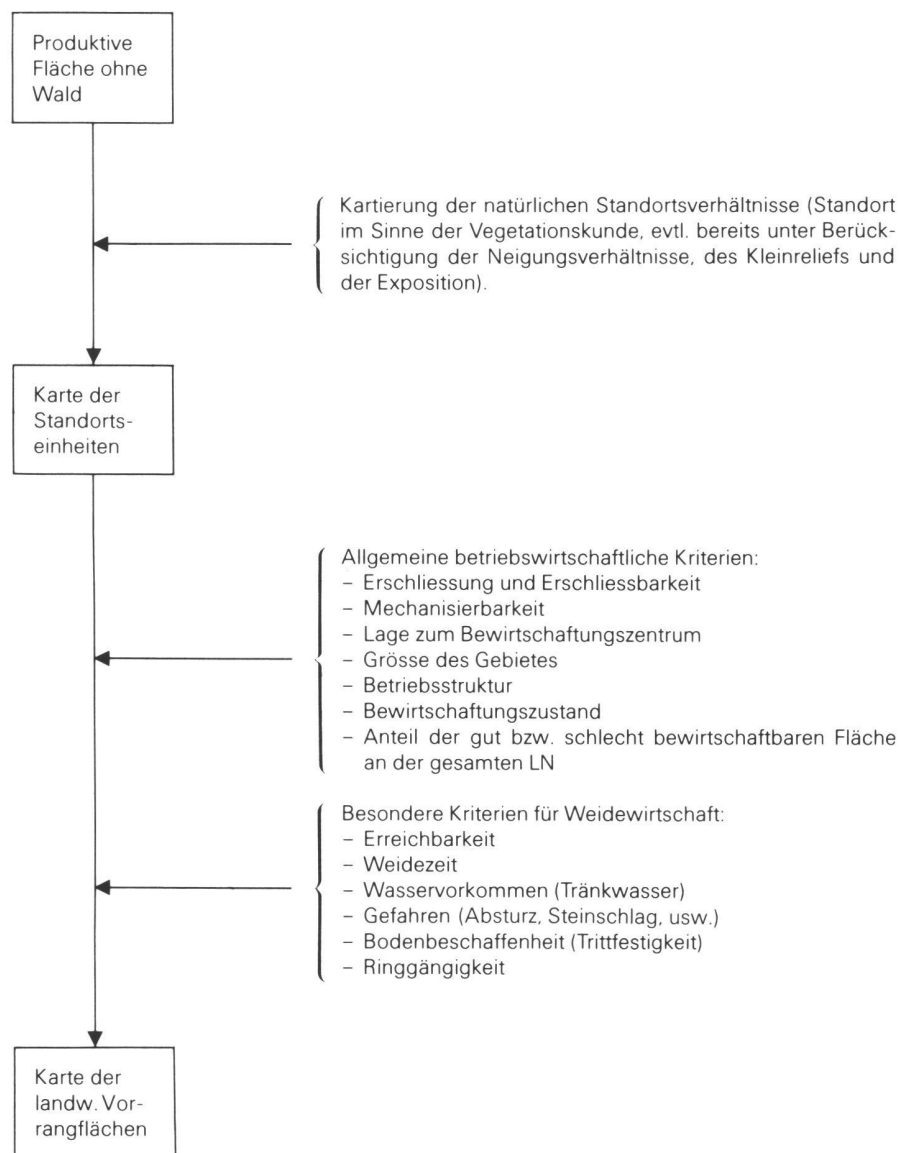 Produktive
Fläche ohne
Wald
Kartierung der natürlichen Standortsverhältnisse (Standort
im Sinne der Vegetationskunde, evtl. bereits unter Berück-
sichtigung der Neigungsverhältnisse, des Kleinreliefs und
der Exposition).
Karte der
Standorts-
einheiten
Allgemeine betriebswirtschaftliche Kriterien:
– Erschliessung und Erschliessbarkeit
– Mechanisierbarkeit
– Lage zum Bewirtschaftungszentrum
– Grösse des Gebietes
– Betriebsstruktur
– Bewirtschaftungszustand
– Anteil der gut bzw. schlecht bewirtschaftbaren Fläche
an der gesamten LN
Besondere Kriterien für Weidewirtschaft:
– Erreichbarkeit
– Weidezeit
– Wasservorkommen (Tränkwasser)
– Gefahren (Absturz, Steinschlag, usw.)
– Bodenbeschaffenheit (Trittfestigkeit)
– Ringgängigkeit
Karte der
landw. Vor-
rangflächen